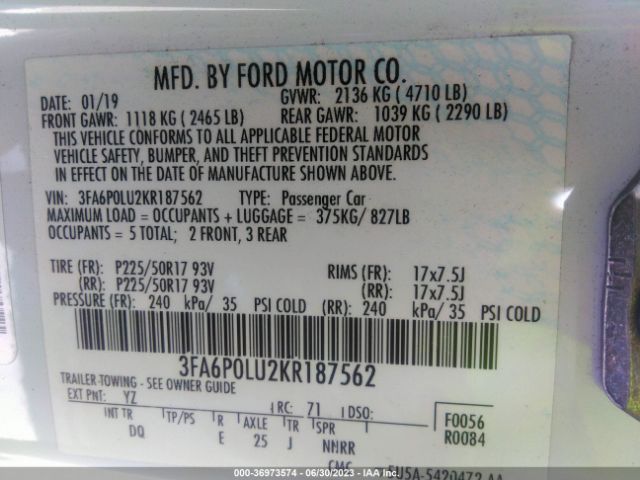 MFD. BY FORD MOTOR CO.
DATE: 01/19 GVWR: 2136 KG ( 4710 LB)
FRONT GAWR: 1118 KG ( 2465 LB) REAR GAWR: 1039 KG ( 2290 LB)
THIS VEHICLE CONFORMS TO ALL APPLICABLE FEDERAL MOTOR
VEHICLE SAFETY, BUMPER, AND THEFT PREVENTION STANDARDS
IN EFFECT ON THE DATE OF MANUFACTURE SHOWN ABOVE.
VIN: 3FA6P0LU2KR187562 TYPE: Passenger Car
MAXIMUM LOAD = OCCUPANTS + LUGGAGE = 375KG/ 827LB
OCCUPANTS = 5 TOTAL; 2 FRONT, 3 REAR
TIRE (FR): P225/50R17 93V RIMS (FR): 17x7.5J
(RR): P225/50R17 93V (RR): 17x7.5J
PRESSURE (FR): 240 kPa/ 35 PSI COLD (RR): 240 kPa/ 35 PSI COLD
3FA6P0LU2KR187562
TRAILER TOWING - SEE OWNER GUIDE
EXT PNT: YZ RC: 71 DSO:
INT TR TP/PS R AXLE TR SPR F0056
DQ E 25 J NNRR R0084
000-36973574 - 06/30/2023 - IAA Inc.